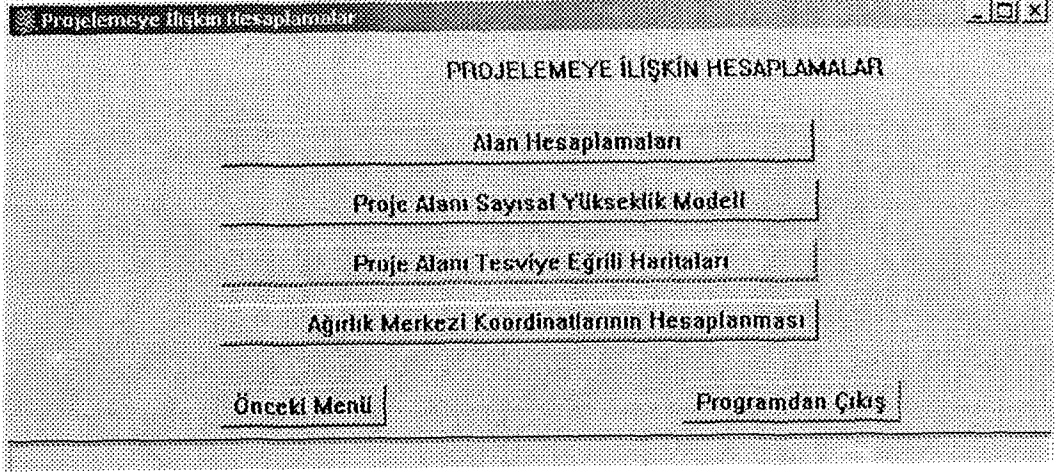 Projelemeye İlişkin Hesaplamalar
PROJELEMEYE İLİŞKİN HESAPLAMALAR
Alan Hesaplamaları
Proje Alanı Sayısal Yükseklik Modeli
Proje Alanı Tesviye Eğrili Haritaları
Ağırlık Merkezi Koordinatlarının Hesaplanması
Önceki Menü
Programdan Çıkış